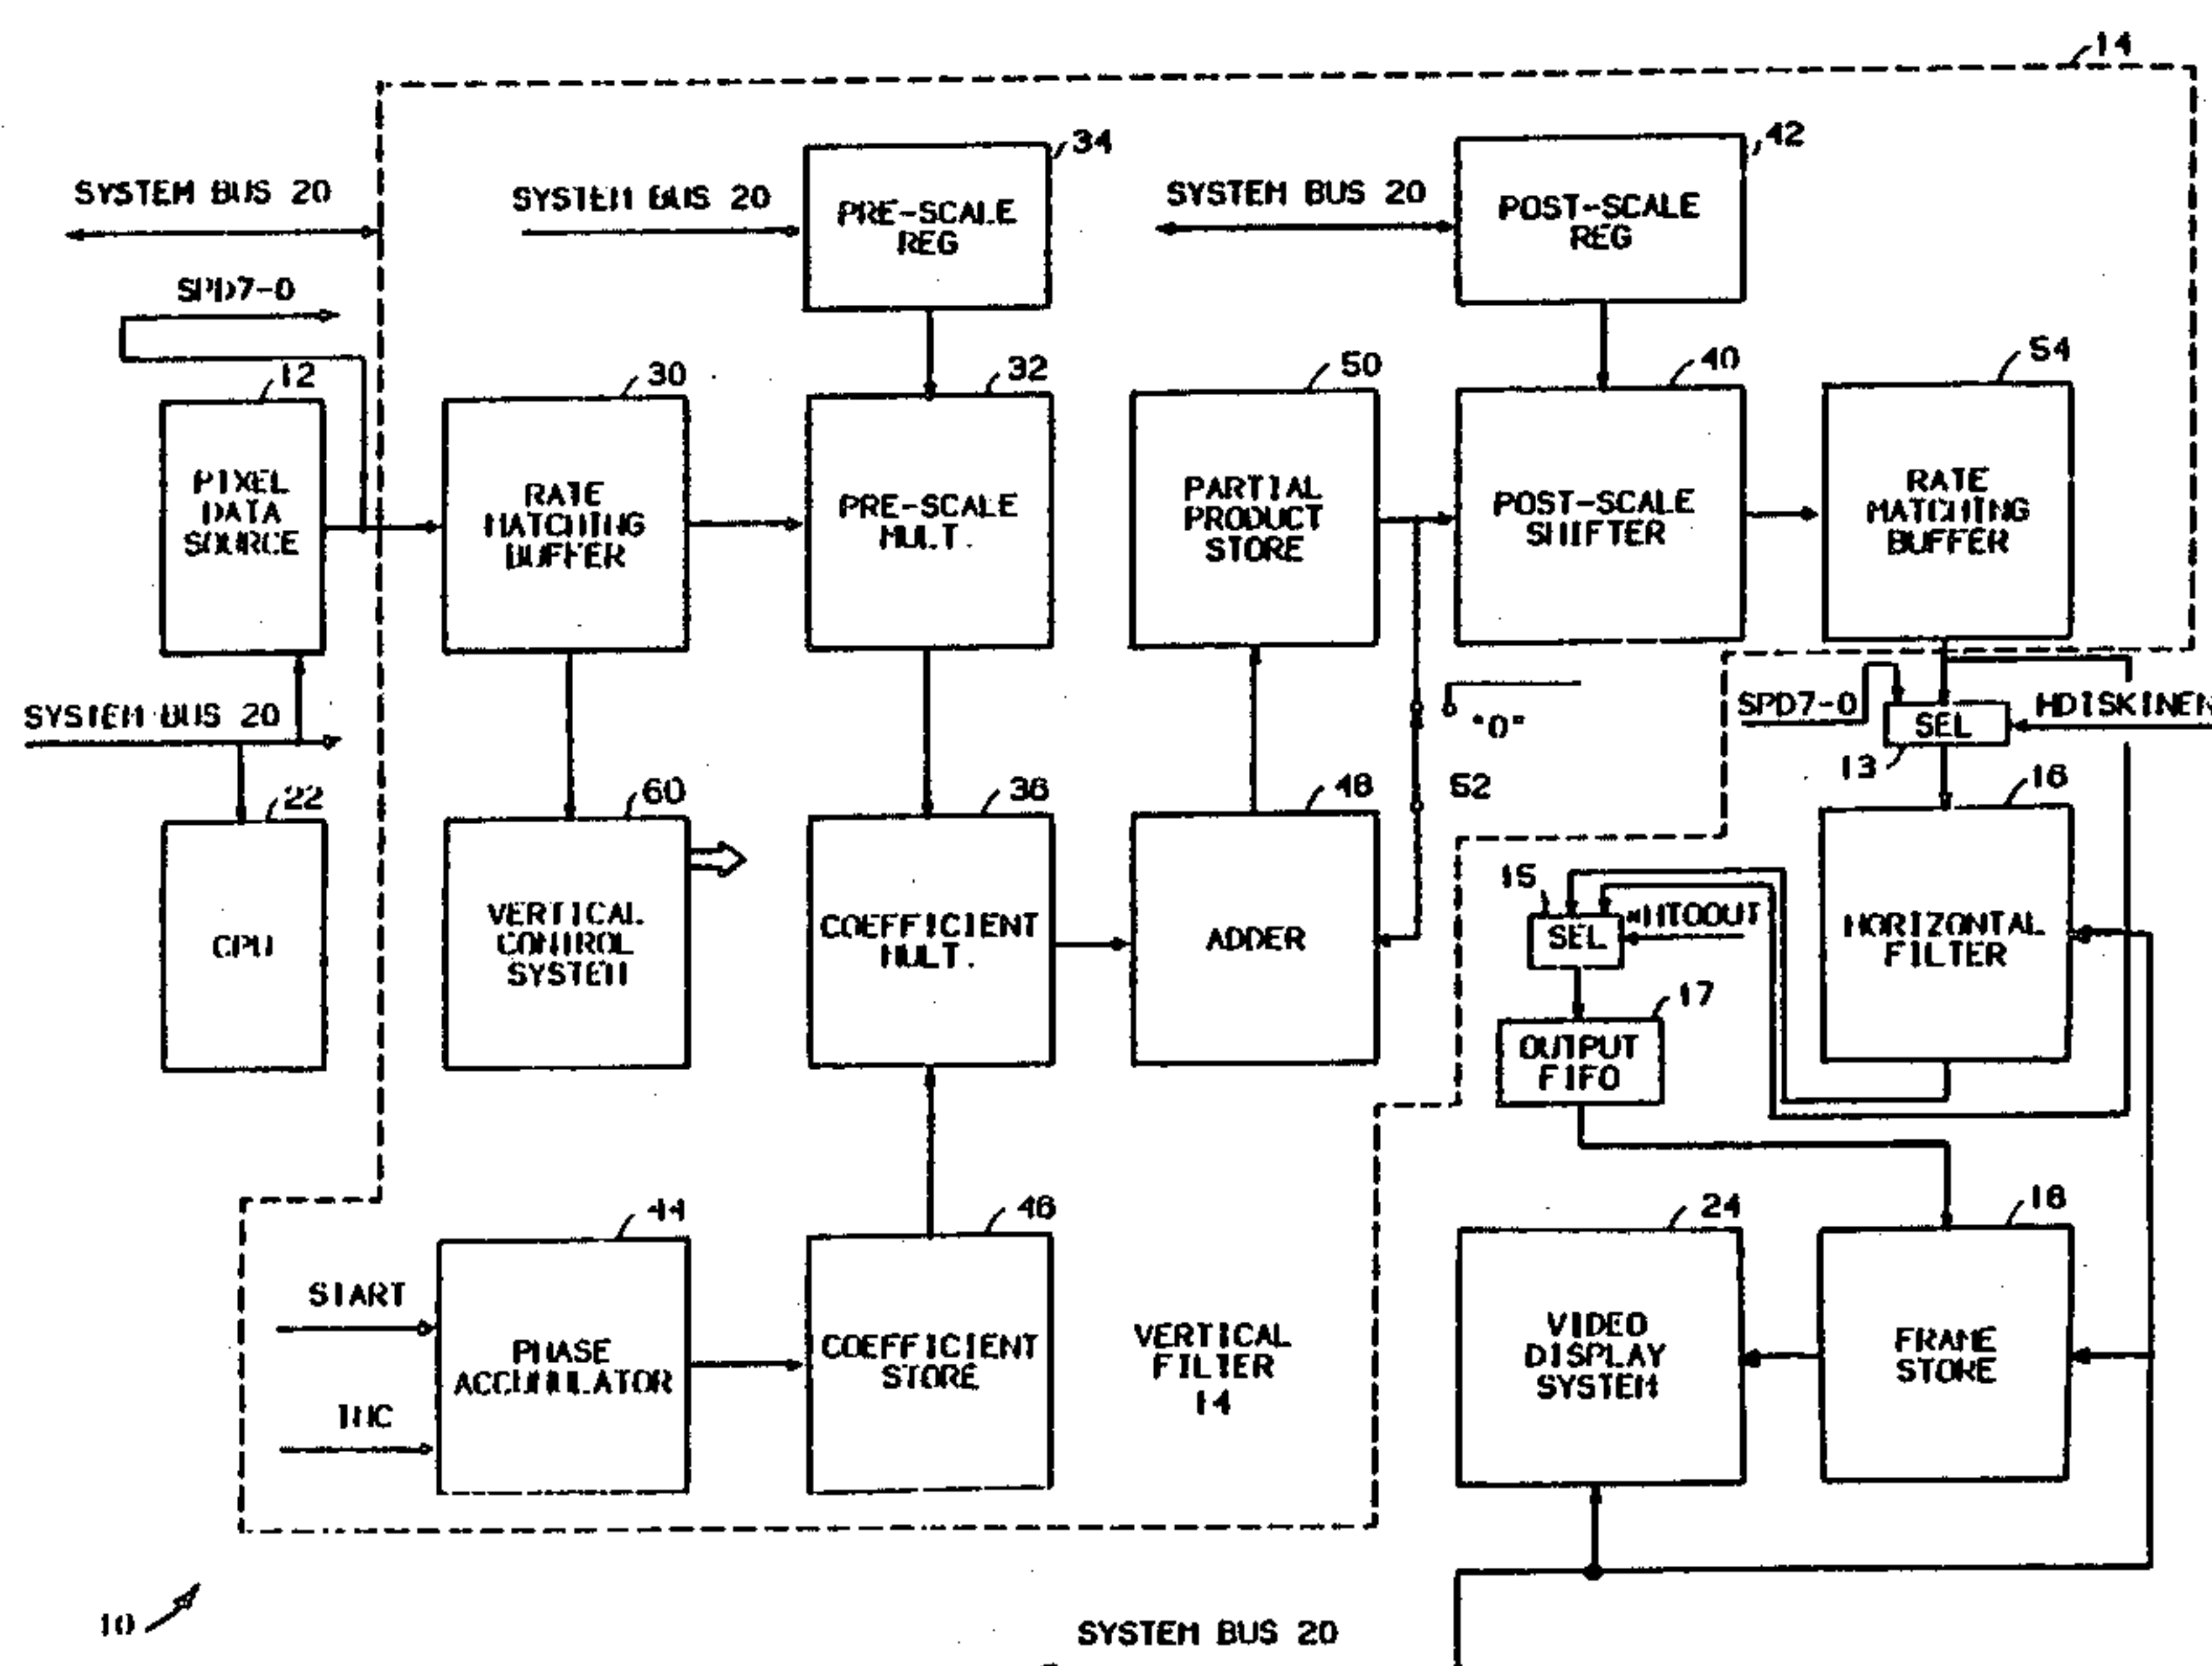 14
34
42
SYSTEM BUS 20
SYSTEM BUS 20
PRE-SCALE
REG
SYSTEM BUS 20
POST-SCALE
REG
SPD7-0
12
30
32
50
40
54
PIXEL
DATA
SOURCE
RATE
MATCHING
BUFFER
PRE-SCALE
MULT.
PARTIAL
PRODUCT
STORE
POST-SCALE
SHIFTER
RATE
MATCHING
BUFFER
SYSTEM BUS 20
"0"
SPD7-0
SEL
HDISKINEN
13
22
60
36
48
52
16
CPU
VERTICAL
CONTROL
SYSTEM
COEFFICIENT
MULT.
ADDER
15
SEL
*HTOOUT
HORIZONTAL
FILTER
17
OUTPUT
FIFO
44
46
24
18
START
INC
PHASE
ACCUMULATOR
COEFFICIENT
STORE
VERTICAL
FILTER
14
VIDEO
DISPLAY
SYSTEM
FRAME
STORE
10
SYSTEM BUS 20